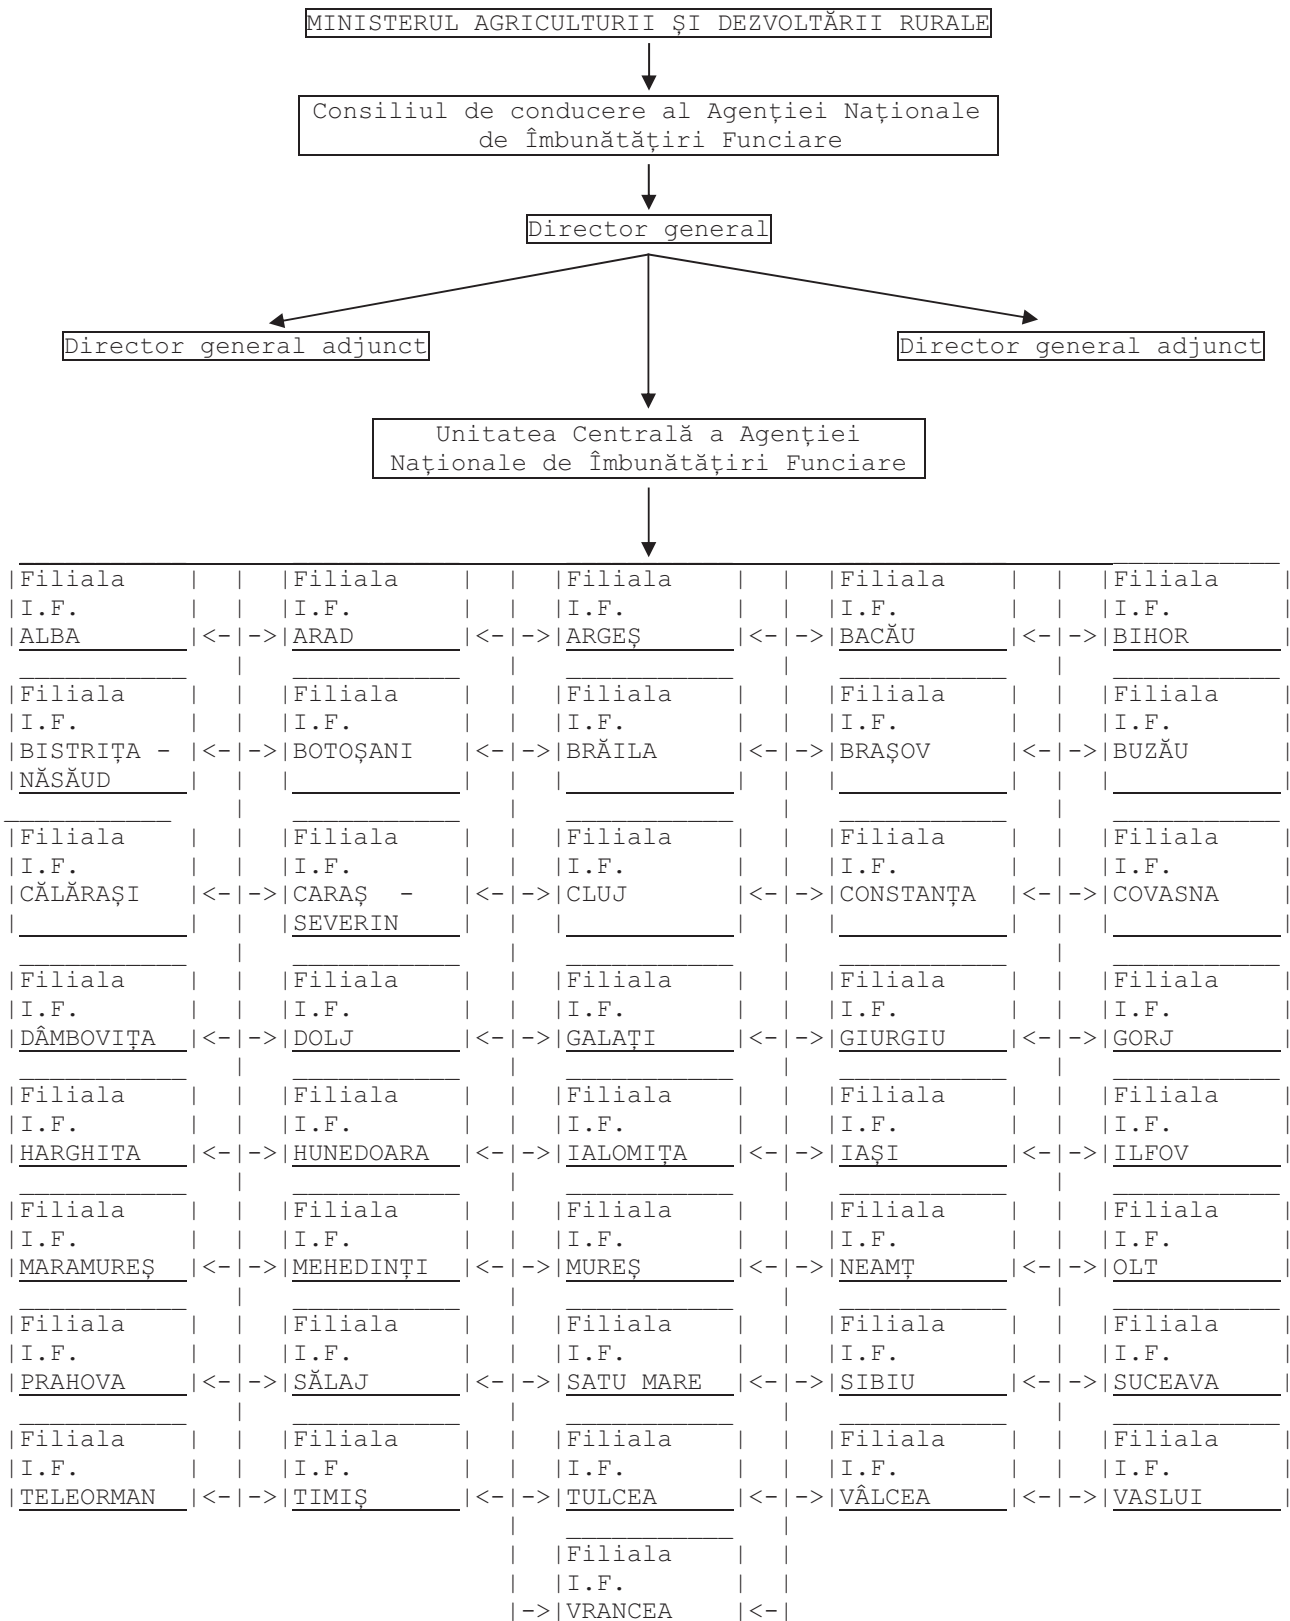 MINISTERUL AGRICULTURII ȘI DEZVOLTĂRII RURALE
Consiliul de conducere al Agenției Naționale
de Îmbunătățiri Funciare
Director general
Director general adjunct
Director general adjunct
Unitatea Centrală a Agenției
Naționale de Îmbunătățiri Funciare
Filiala Filiala Filiala Filiala Filiala
I.F. I.F. I.F. I.F. I.F.
ALBA ARAD ARGEȘ BACĂU BIHOR
Filiala Filiala Filiala Filiala Filiala
I.F. I.F. I.F. I.F. I.F.
BISTRIȚA - BOTOȘANI BRĂILA BRAȘOV BUZĂU
NĂSĂUD
Filiala Filiala Filiala Filiala Filiala
I.F. I.F. I.F. I.F. I.F.
CĂLĂRAȘI CARAȘ - CLUJ CONSTANȚA COVASNA
SEVERIN
Filiala Filiala Filiala Filiala Filiala
I.F. I.F. I.F. I.F. I.F.
DÂMBOVIȚA DOLJ GALAȚI GIURGIU GORJ
Filiala Filiala Filiala Filiala Filiala
I.F. I.F. I.F. I.F. I.F.
HARGHITA HUNEDOARA IALOMIȚA IAȘI ILFOV
Filiala Filiala Filiala Filiala Filiala
I.F. I.F. I.F. I.F. I.F.
MARAMUREȘ MEHEDINȚI MUREȘ NEAMȚ OLT
Filiala Filiala Filiala Filiala Filiala
I.F. I.F. I.F. I.F. I.F.
PRAHOVA SĂLAJ SATU MARE SIBIU SUCEAVA
Filiala Filiala Filiala Filiala Filiala
I.F. I.F. I.F. I.F. I.F.
TELEORMAN TIMIȘ TULCEA VÂLCEA VASLUI
Filiala
I.F.
VRANCEA